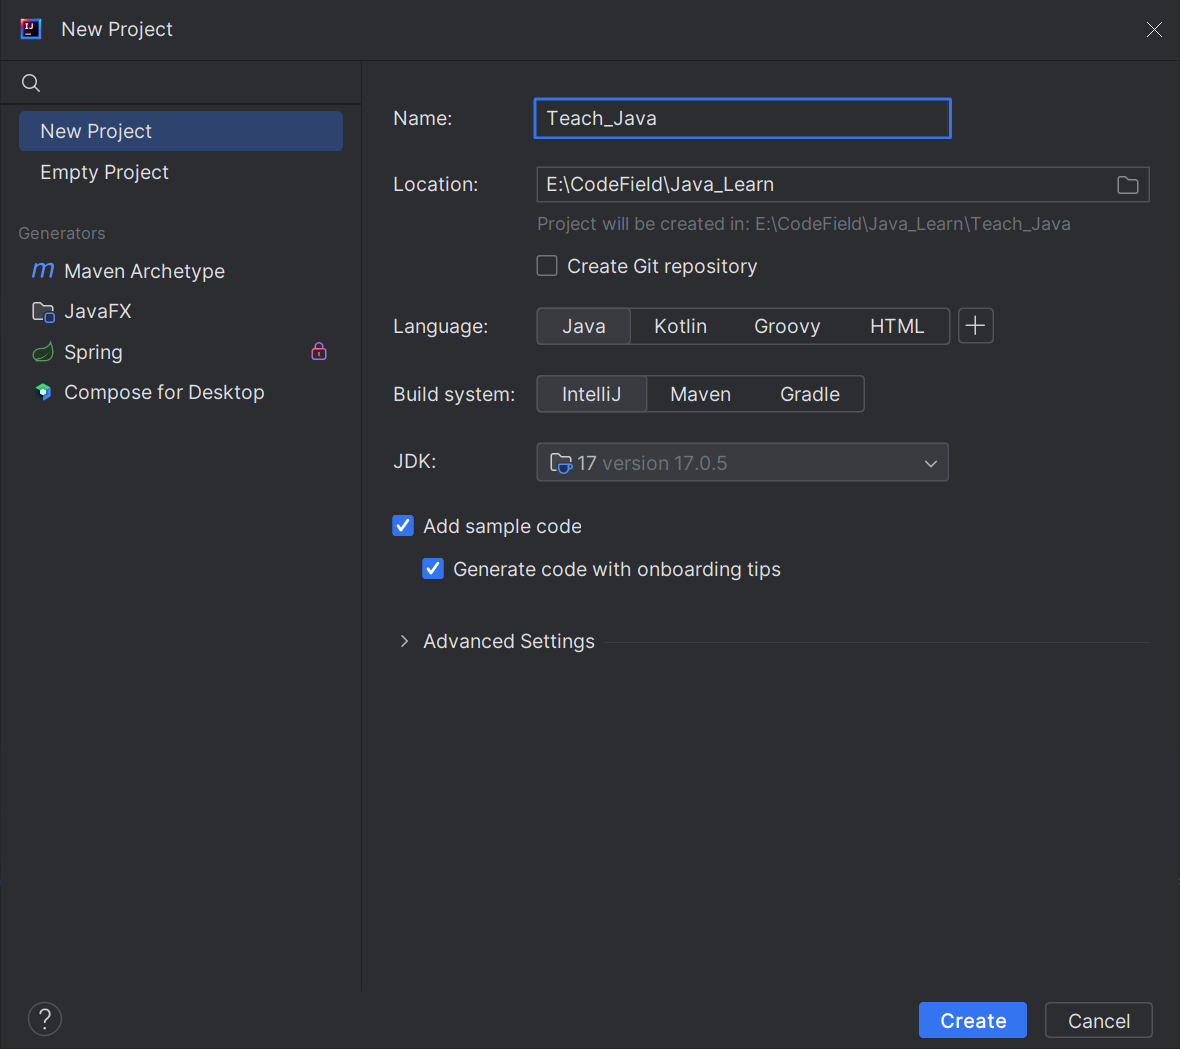 New Project
New Project
Empty Project
Generators
Maven Archetype
JavaFX
Spring
Compose for Desktop
Name: Teach_Java
Location: E:\CodeField\Java_Learn
Project will be created in: E:\CodeField\Java_Learn\Teach_Java
Create Git repository
Language: Java Kotlin Groovy HTML
Build system: IntelliJ Maven Gradle
JDK: 17 version 17.0.5
Add sample code
Generate code with onboarding tips
Advanced Settings
? Create Cancel